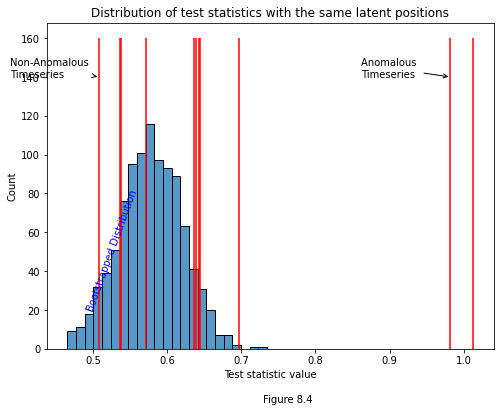 Distribution of test statistics with the same latent positions
160
140
120
100
80
60
40
20
0
Count
Non-Anomalous
Timeseries
Anomalous
Timeseries
Bootstrapped Distribution
0.5 0.6 0.7 0.8 0.9 1.0
Test statistic value
Figure 8.4